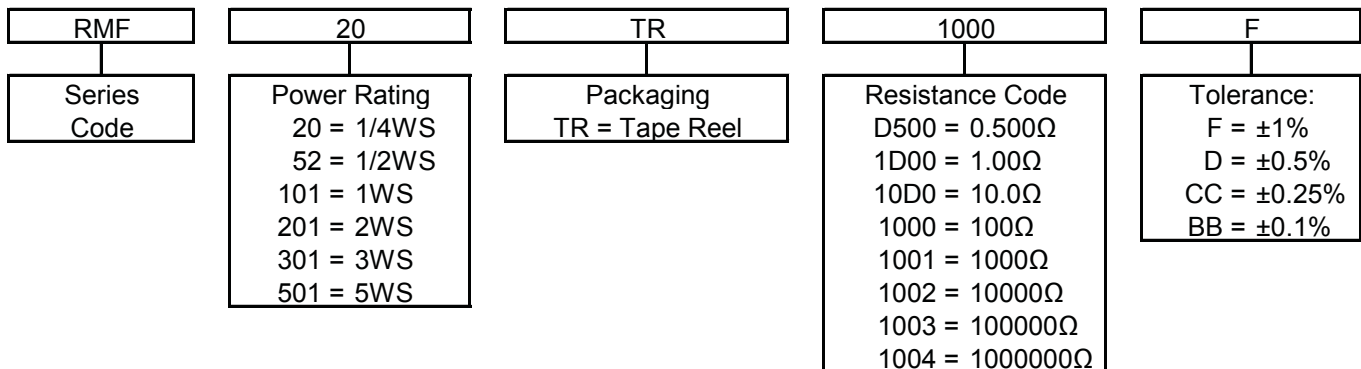 RMF 20 TR 1000 F
Series
Code
Power Rating
20 = 1/4WS
52 = 1/2WS
101 = 1WS
201 = 2WS
301 = 3WS
501 = 5WS
Packaging
TR = Tape Reel
Resistance Code
D500 = 0.500Ω
1D00 = 1.00Ω
10D0 = 10.0Ω
1000 = 100Ω
1001 = 1000Ω
1002 = 10000Ω
1003 = 100000Ω
1004 = 1000000Ω
Tolerance:
F = ±1%
D = ±0.5%
CC = ±0.25%
BB = ±0.1%